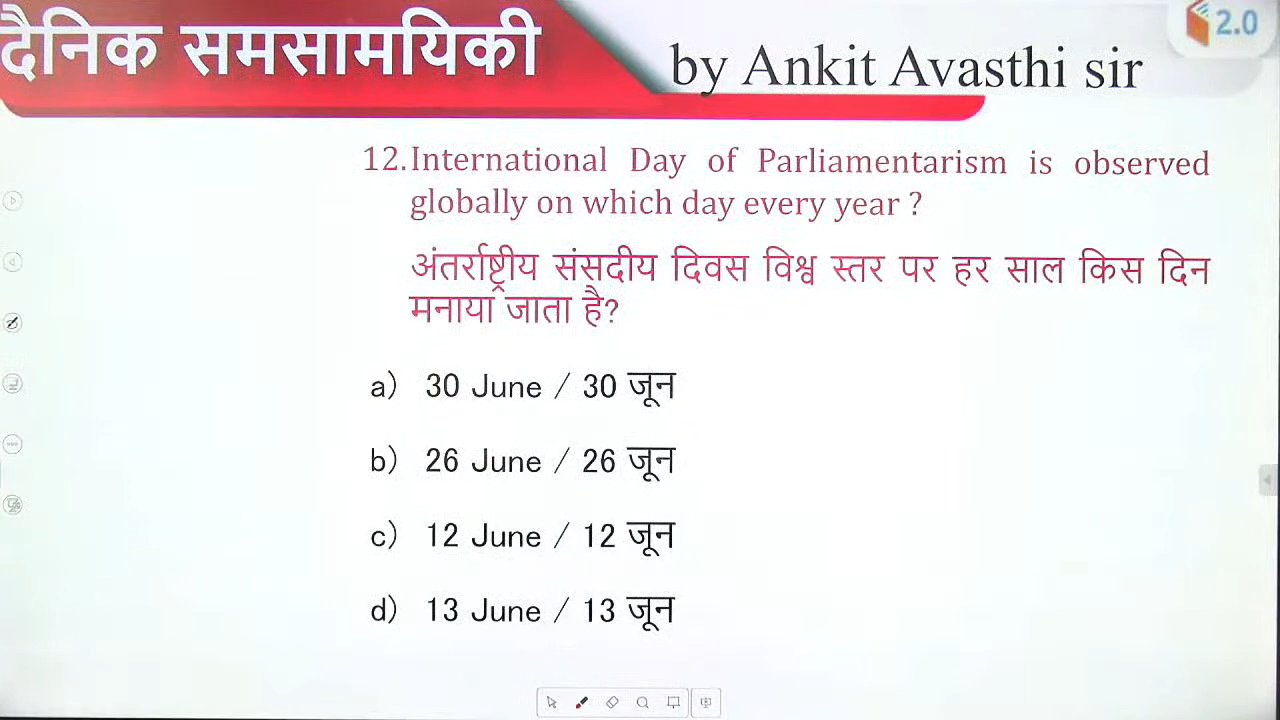 दैनिक समसामयिकी
by Ankit Avasthi sir
2.0
12. International Day of Parliamentarism is observed
globally on which day every year ?
अंतर्राष्ट्रीय संसदीय दिवस विश्व स्तर पर हर साल किस दिन
मनाया जाता है?
a) 30 June / 30 जून
b) 26 June / 26 जून
c) 12 June / 12 जून
d) 13 June / 13 जून